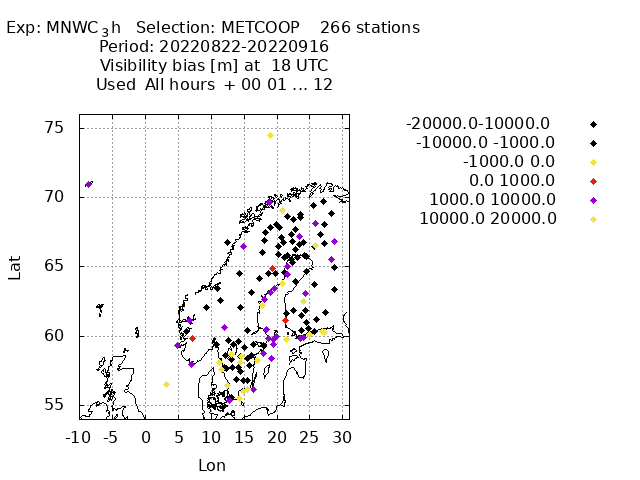 Exp: MNWC3h Selection: METCOOP 266 stations
Period: 20220822-20220916
Visibility bias [m] at 18 UTC
Used All hours + 00 01 ... 12
-20000.0-10000.0
-10000.0 -1000.0
-1000.0 0.0
0.0 1000.0
1000.0 10000.0
10000.0 20000.0
75
70
65
60
55
Lat
-10 -5 0 5 10 15 20 25 30
Lon